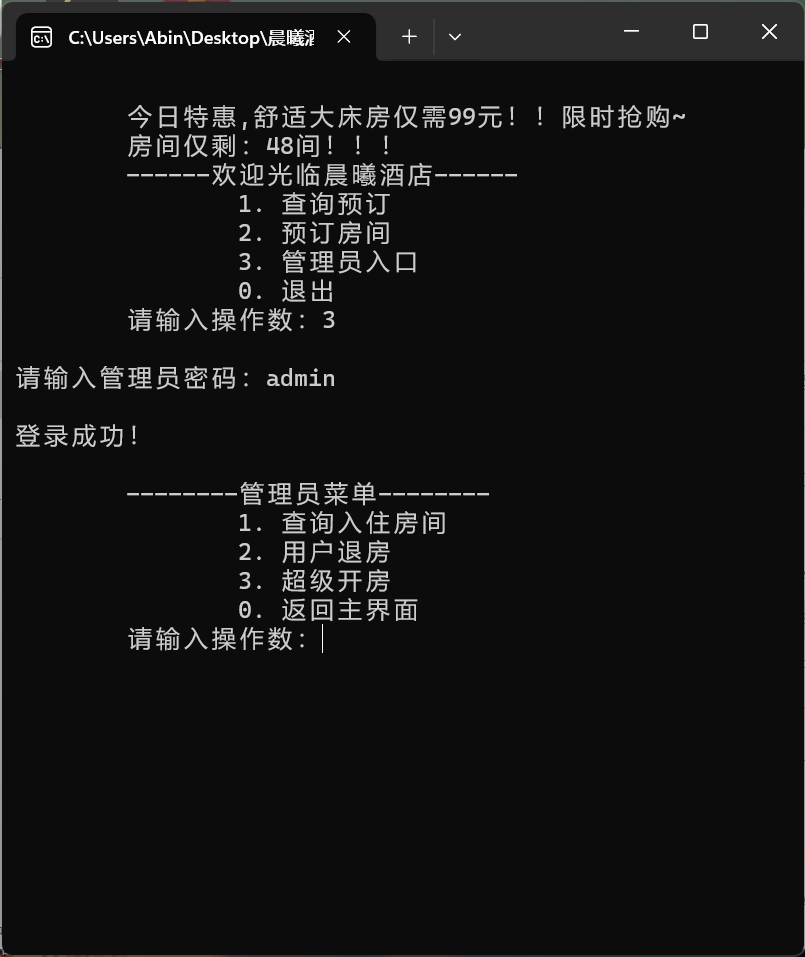 C:\Users\Abin\Desktop\晨曦酒
今日特惠,舒适大床房仅需99元！！限时抢购~
房间仅剩：48间！！！
------欢迎光临晨曦酒店------
1. 查询预订
2. 预订房间
3. 管理员入口
0. 退出
请输入操作数：3
请输入管理员密码：admin
登录成功！
--------管理员菜单--------
1. 查询入住房间
2. 用户退房
3. 超级开房
0. 返回主界面
请输入操作数：